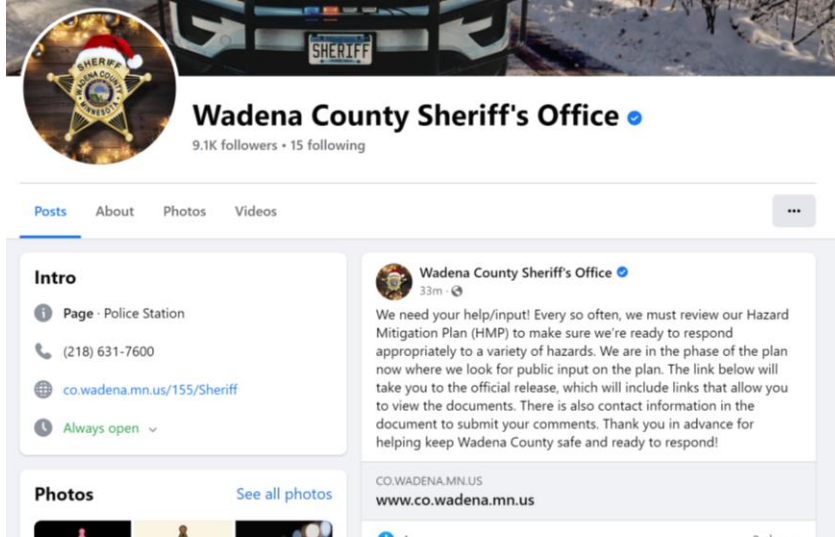 SHERIFF
SHERIFF
WADENA COUNTY
MINNESOTA
Wadena County Sheriff's Office
9.1K followers • 15 following
Posts
About
Photos
Videos
Intro
Page · Police Station
(218) 631-7600
co.wadena.mn.us/155/Sheriff
Always open
Photos
See all photos
Wadena County Sheriff's Office
33m ·
We need your help/input! Every so often, we must review our Hazard
Mitigation Plan (HMP) to make sure we're ready to respond
appropriately to a variety of hazards. We are in the phase of the plan
now where we look for public input on the plan. The link below will
take you to the official release, which will include links that allow you
to view the documents. There is also contact information in the
document to submit your comments. Thank you in advance for
helping keep Wadena County safe and ready to respond!
CO.WADENA.MN.US
www.co.wadena.mn.us